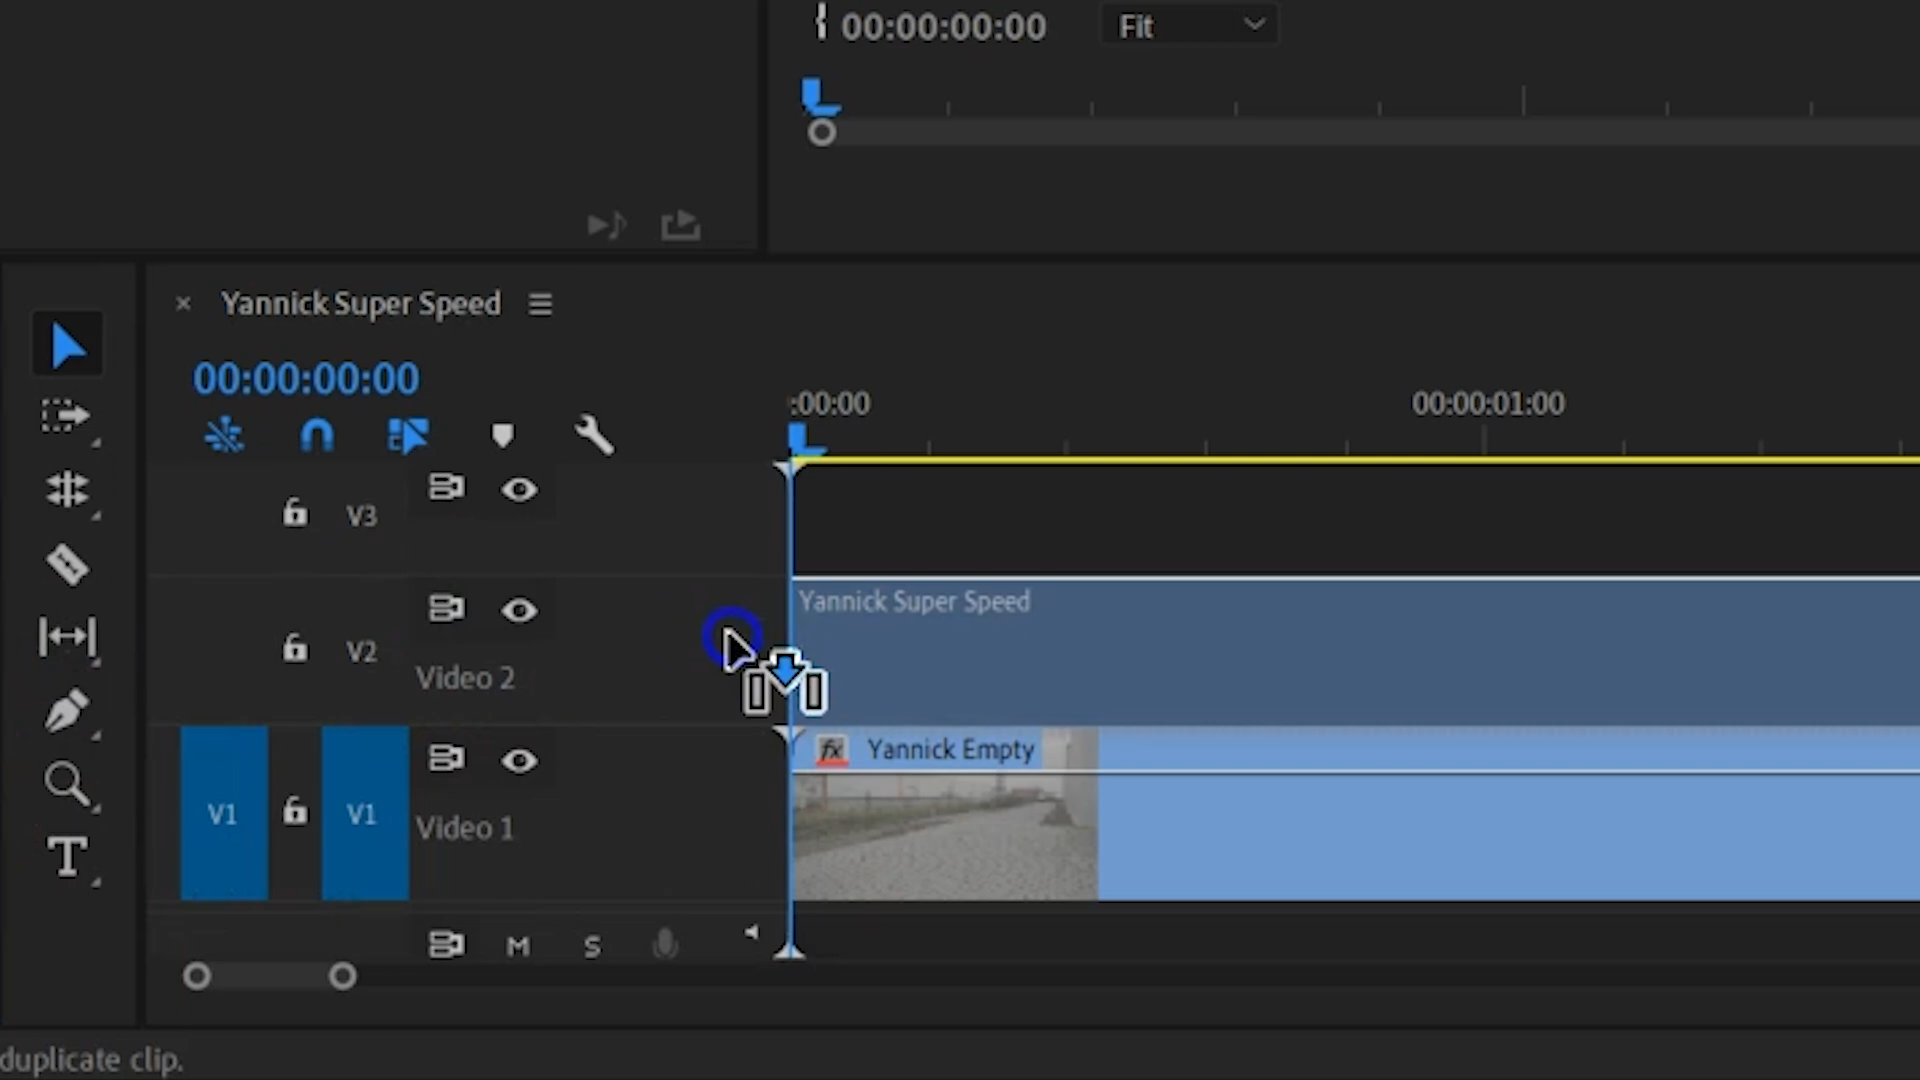 00:00:00:00 Fit
Yannick Super Speed
00:00:00:00
:00:00 00:00:01:00
V3
Yannick Super Speed
V2
Video 2
fx Yannick Empty
V1 V1
Video 1
M S
duplicate clip.